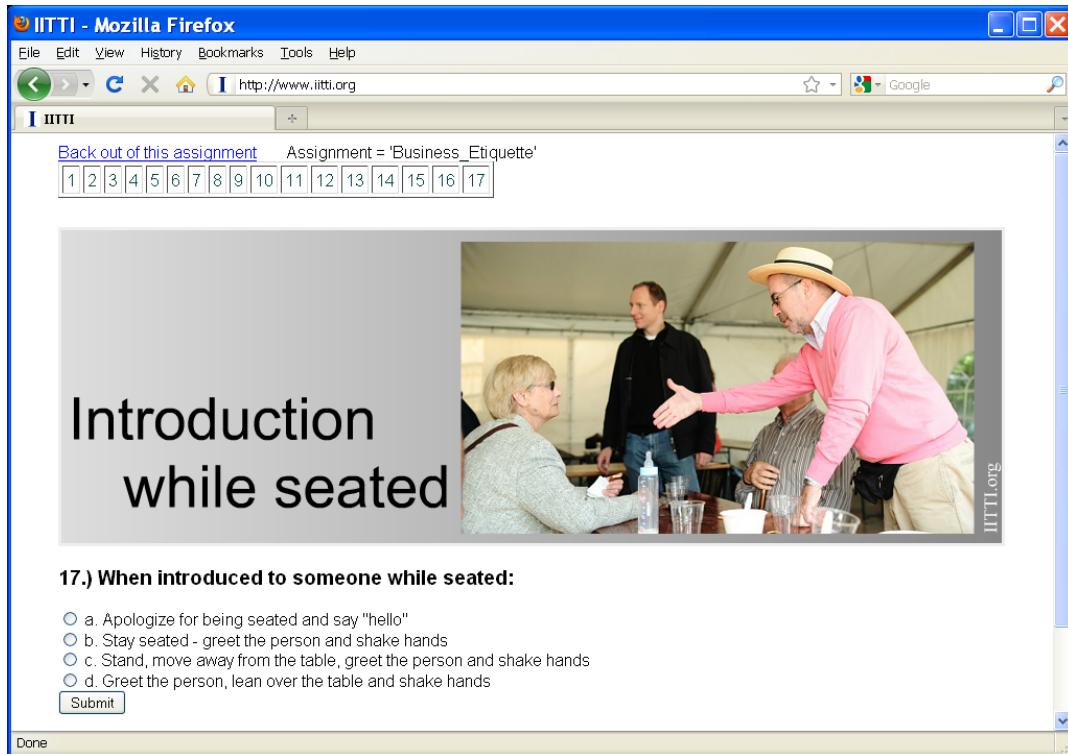 IITTI - Mozilla Firefox
File Edit View History Bookmarks Tools Help
I http://www.iitti.org
Google
I IITTI
Back out of this assignment Assignment = 'Business_Etiquette'
1 2 3 4 5 6 7 8 9 10 11 12 13 14 15 16 17
Introduction
while seated
IITTI.org
17.) When introduced to someone while seated:
a. Apologize for being seated and say "hello"
b. Stay seated - greet the person and shake hands
c. Stand, move away from the table, greet the person and shake hands
d. Greet the person, lean over the table and shake hands
Submit
Done